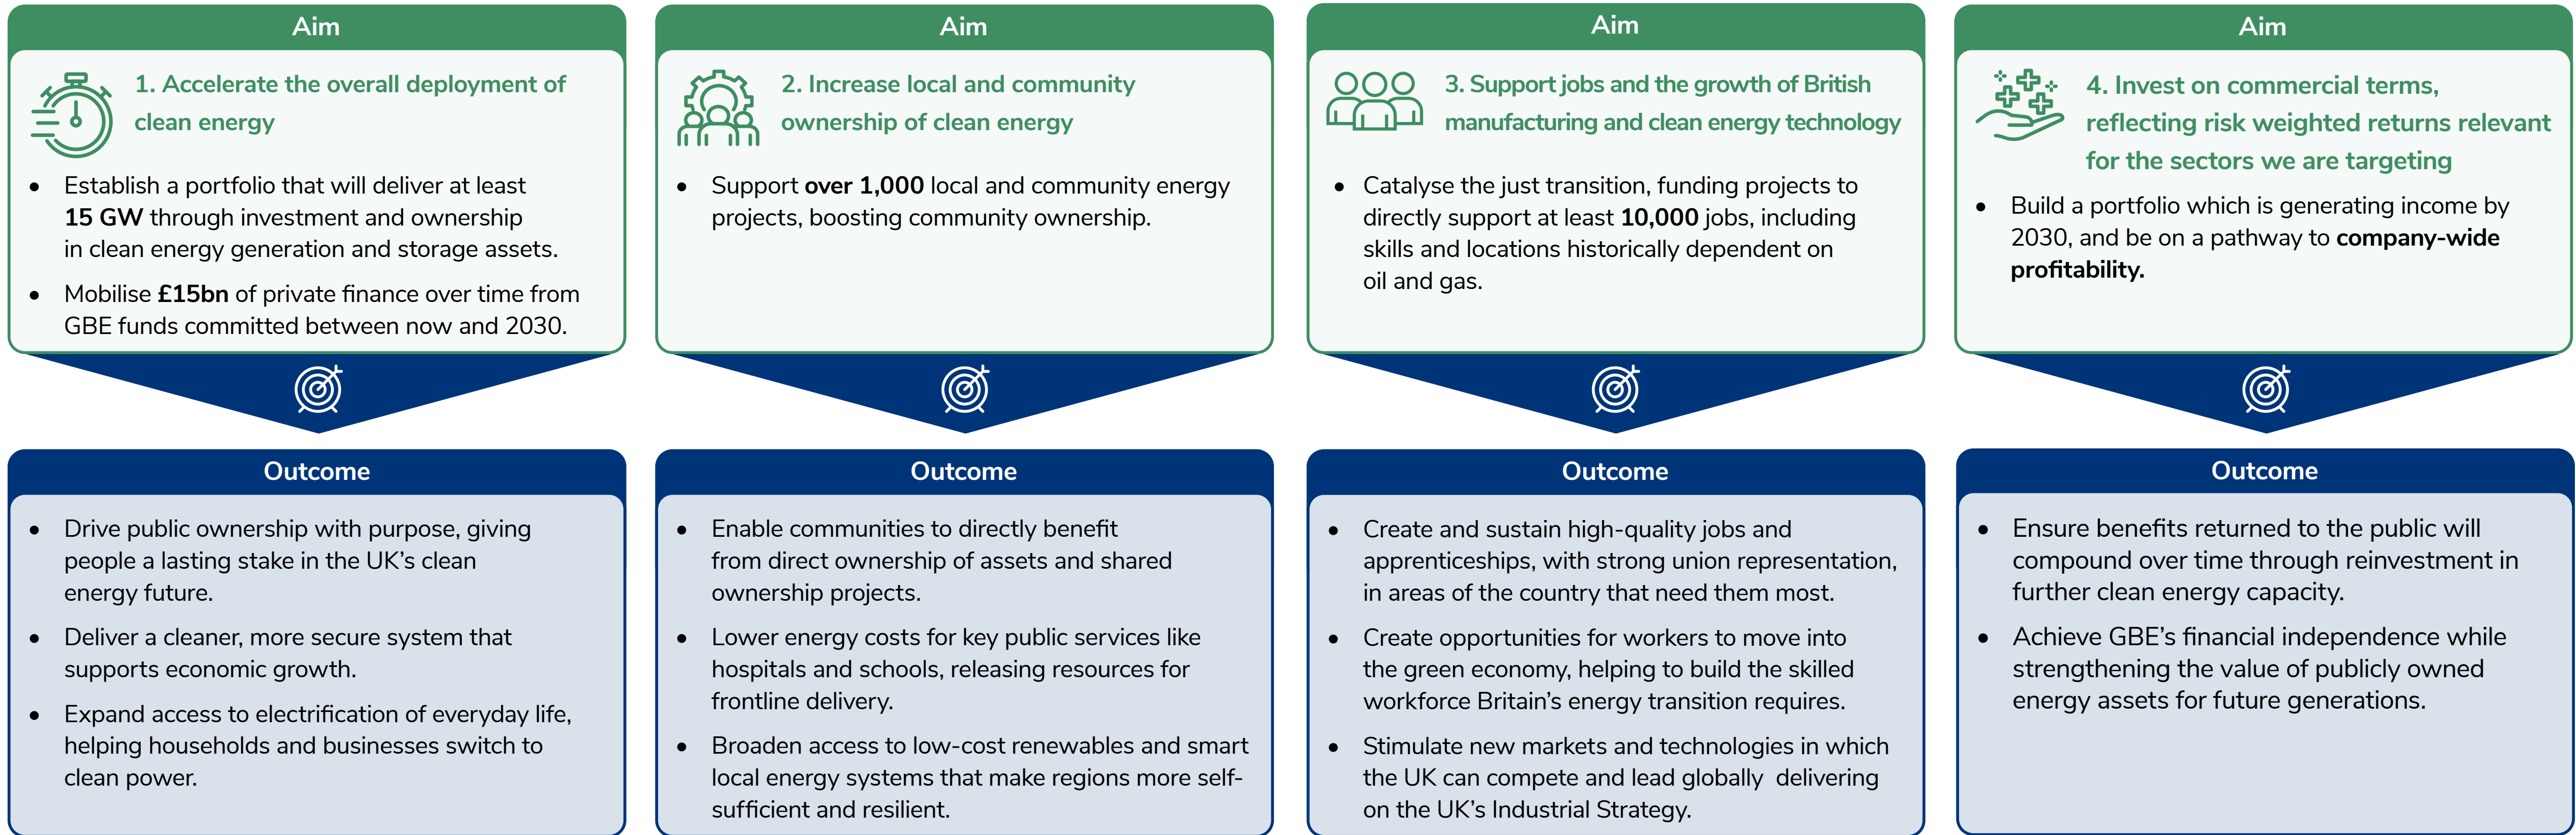 Aim
1. Accelerate the overall deployment of
clean energy
• Establish a portfolio that will deliver at least
15 GW through investment and ownership
in clean energy generation and storage assets.
• Mobilise £15bn of private finance over time from
GBE funds committed between now and 2030.
Outcome
• Drive public ownership with purpose, giving
people a lasting stake in the UK’s clean
energy future.
• Deliver a cleaner, more secure system that
supports economic growth.
• Expand access to electrification of everyday life,
helping households and businesses switch to
clean power.
Aim
2. Increase local and community
ownership of clean energy
• Support over 1,000 local and community energy
projects, boosting community ownership.
Outcome
• Enable communities to directly benefit
from direct ownership of assets and shared
ownership projects.
• Lower energy costs for key public services like
hospitals and schools, releasing resources for
frontline delivery.
• Broaden access to low-cost renewables and smart
local energy systems that make regions more self-
sufficient and resilient.
Aim
3. Support jobs and the growth of British
manufacturing and clean energy technology
• Catalyse the just transition, funding projects to
directly support at least 10,000 jobs, including
skills and locations historically dependent on
oil and gas.
Outcome
• Create and sustain high-quality jobs and
apprenticeships, with strong union representation,
in areas of the country that need them most.
• Create opportunities for workers to move into
the green economy, helping to build the skilled
workforce Britain’s energy transition requires.
• Stimulate new markets and technologies in which
the UK can compete and lead globally  delivering
on the UK’s Industrial Strategy.
Aim
4. Invest on commercial terms,
reflecting risk weighted returns relevant
for the sectors we are targeting
• Build a portfolio which is generating income by
2030, and be on a pathway to company-wide
profitability.
Outcome
• Ensure benefits returned to the public will
compound over time through reinvestment in
further clean energy capacity.
• Achieve GBE’s financial independence while
strengthening the value of publicly owned
energy assets for future generations.